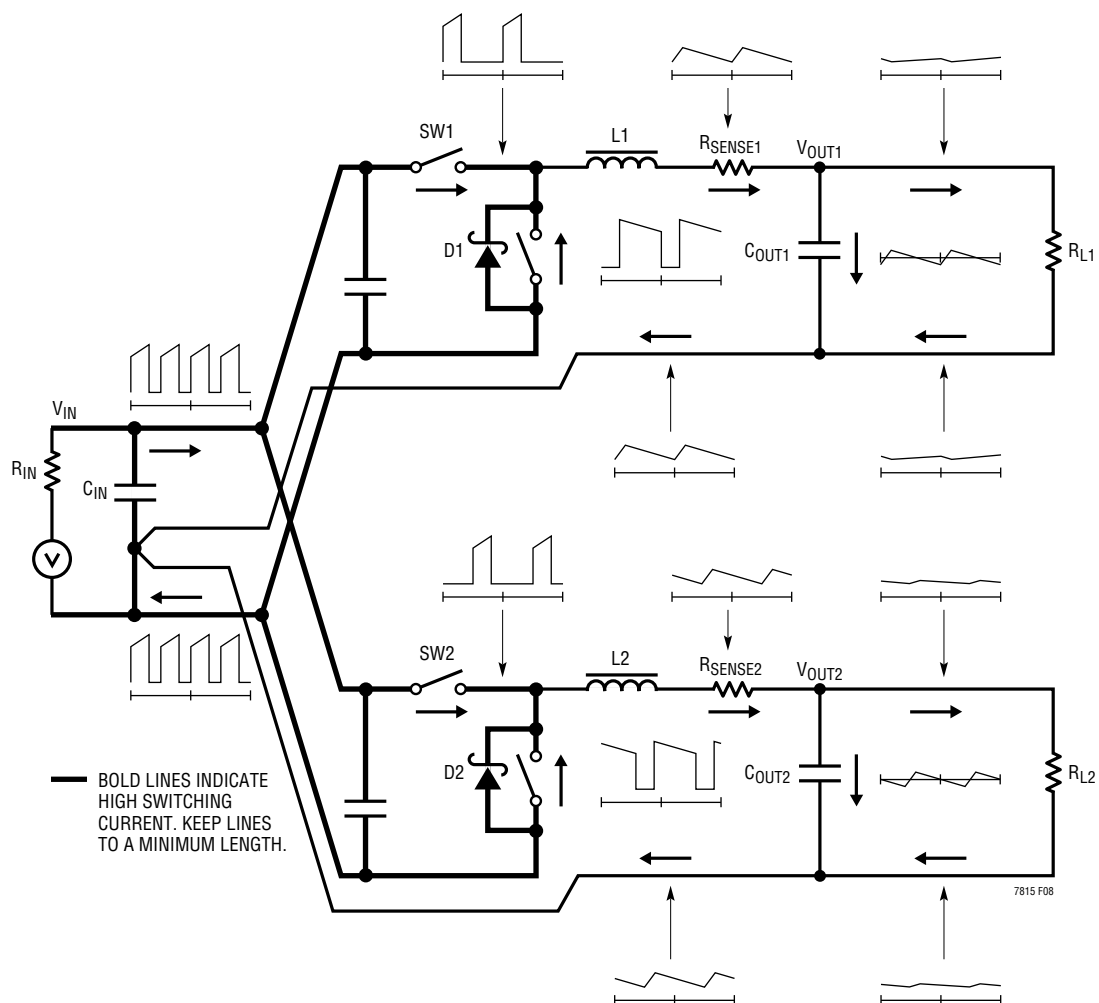 SW1
L1
RSENSE1
VOUT1
D1
COUT1
RL1
VIN
RIN
CIN
V
SW2
L2
RSENSE2
VOUT2
D2
COUT2
RL2
BOLD LINES INDICATE
HIGH SWITCHING
CURRENT. KEEP LINES
TO A MINIMUM LENGTH.
7815 F08